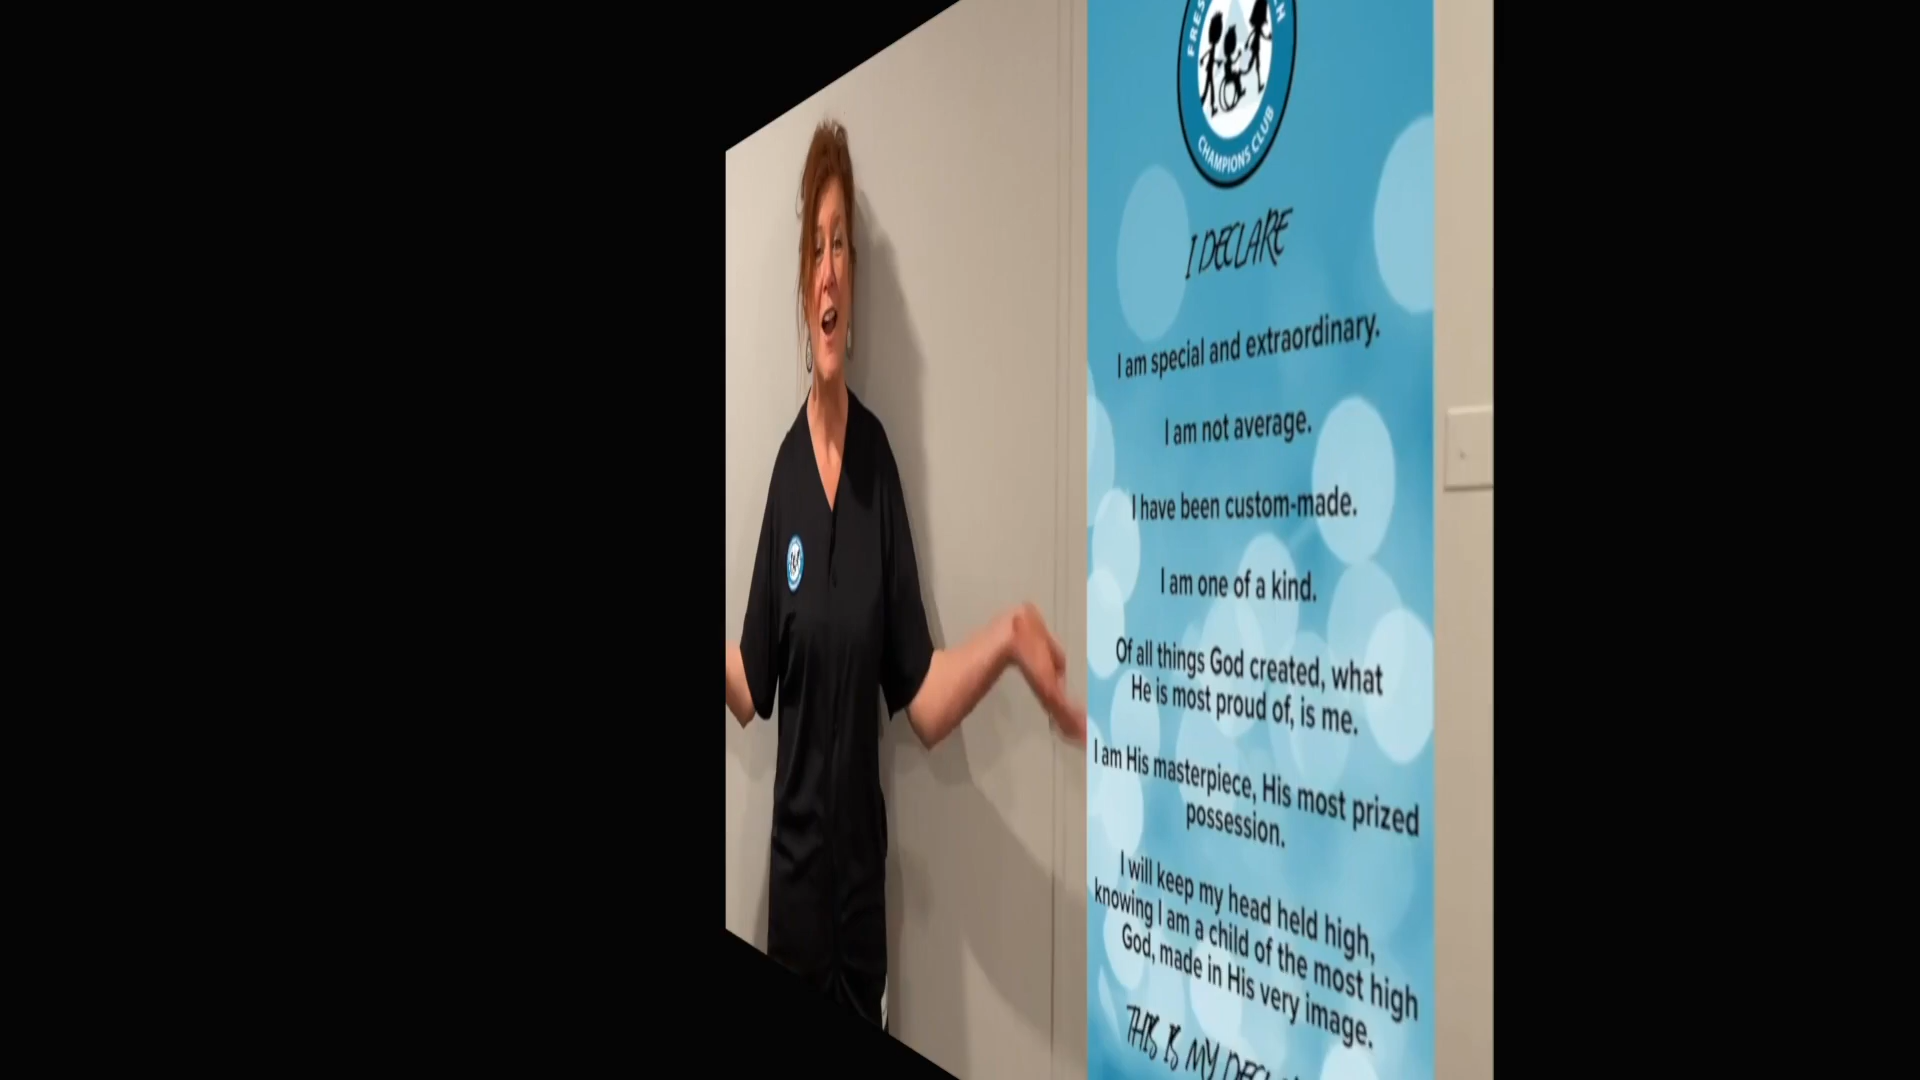 CHAMPIONS CLUB
I DECLARE
I am special and extraordinary.
I am not average.
I have been custom-made.
I am one of a kind.
Of all things God created, what
He is most proud of, is me.
I am His masterpiece, His most prized
possession.
I will keep my head held high,
knowing I am a child of the most high
God, made in His very image.
THIS IS MY